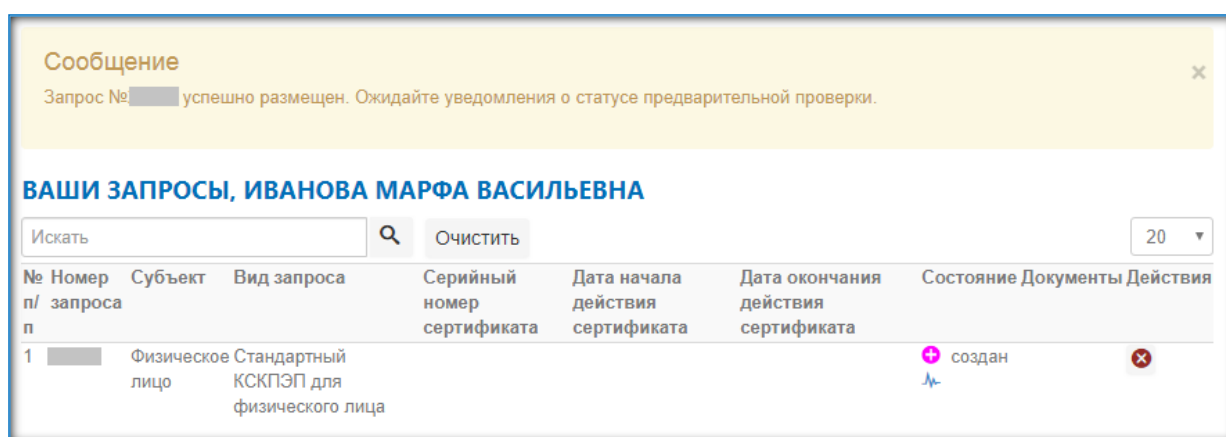 Сообщение
×
Запрос № успешно размещен. Ожидайте уведомления о статусе предварительной проверки.
ВАШИ ЗАПРОСЫ, ИВАНОВА МАРФА ВАСИЛЬЕВНА
Искать Очистить 20
№ Номер Субъект Вид запроса Серийный Дата начала Дата окончания Состояние Документы Действия
п/ запроса номер действия действия
п сертификата сертификата сертификата
1 Физическое Стандартный создан
лицо КСКПЭП для
физического лица